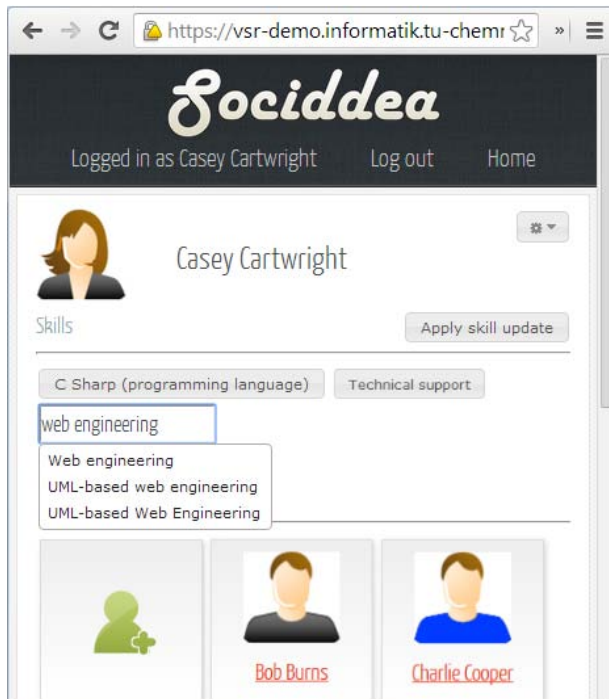 https://vsr-demo.informatik.tu-chemr
»
Sociddea
Logged in as Casey Cartwright Log out Home
Casey Cartwright
Skills Apply skill update
C Sharp (programming language) Technical support
web engineering
Web engineering
UML-based web engineering
UML-based Web Engineering
Bob Burns Charlie Cooper